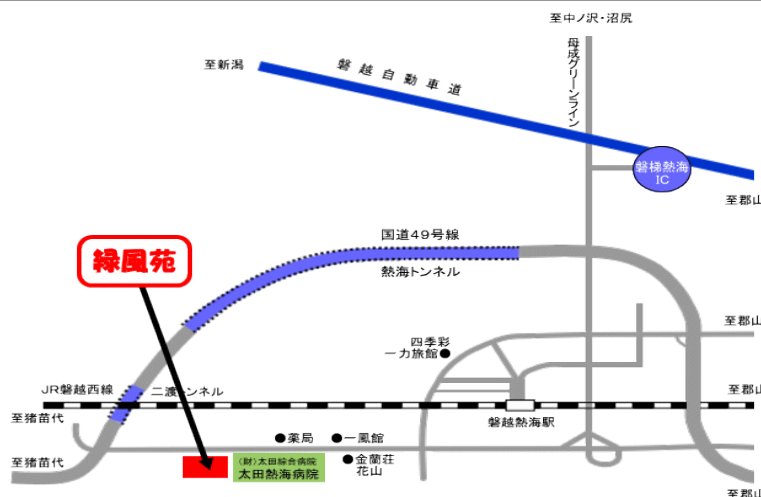 至中ノ沢・沼尻
母成グリーンライン
至新潟
磐越自動車道
磐梯熱海
IC
至郡山
国道49号線
緑風苑
熱海トンネル
至郡山
四季彩
一力旅館
JR磐越西線
二渡トンネル
至郡山
至猪苗代
磐越熱海駅
薬局
一風館
至猪苗代
(財)太田綜合病院
太田熱海病院
金蘭荘
花山
至郡山